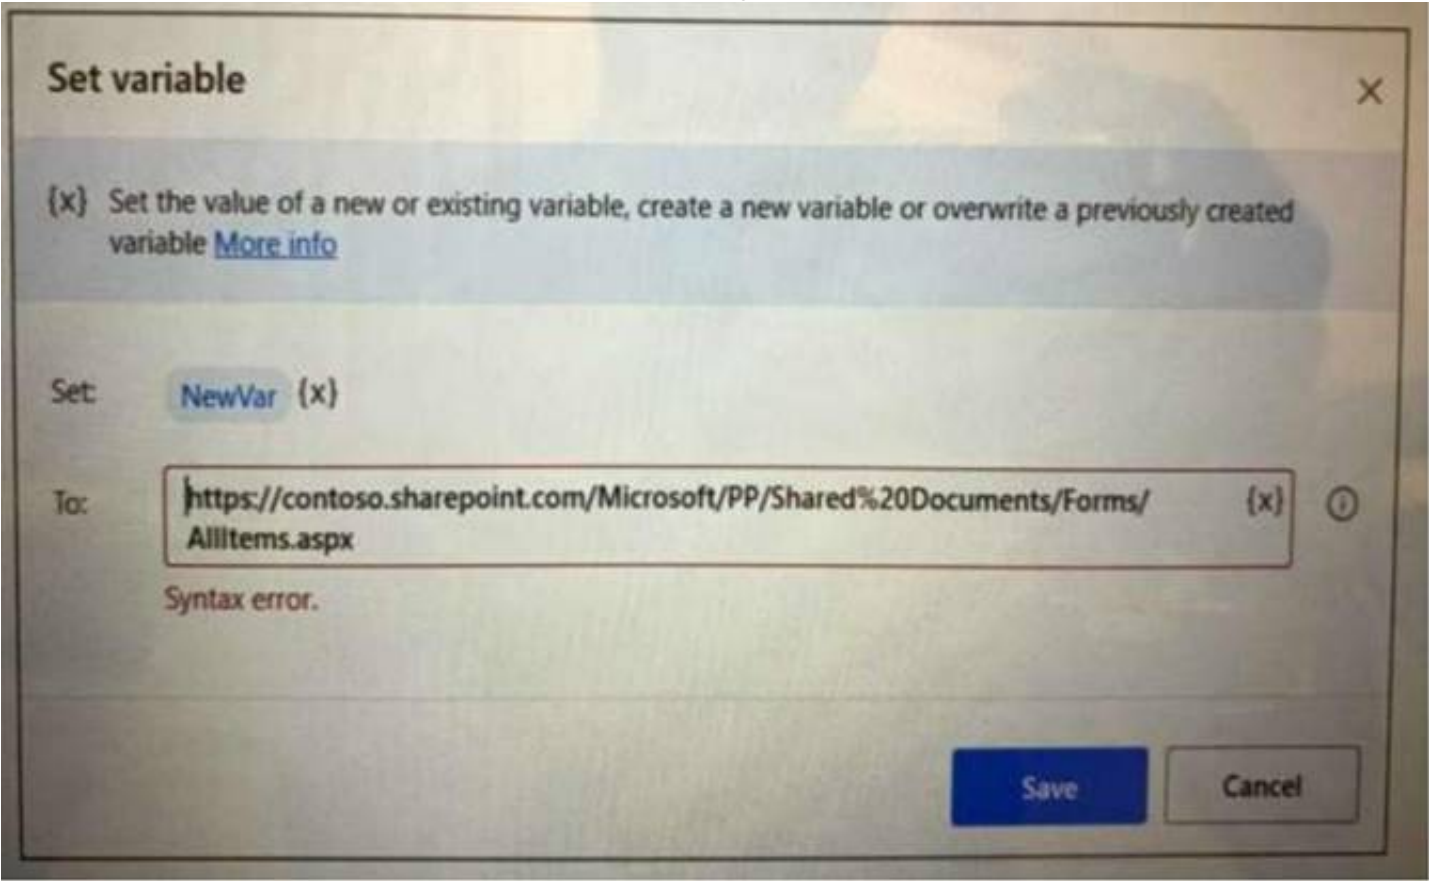 Set variable
{x} Set the value of a new or existing variable, create a new variable or overwrite a previously created
variable More info
Set: NewVar {x}
To: https://contoso.sharepoint.com/Microsoft/PP/Shared%20Documents/Forms/ {x}
AllItems.aspx
Syntax error.
Save Cancel